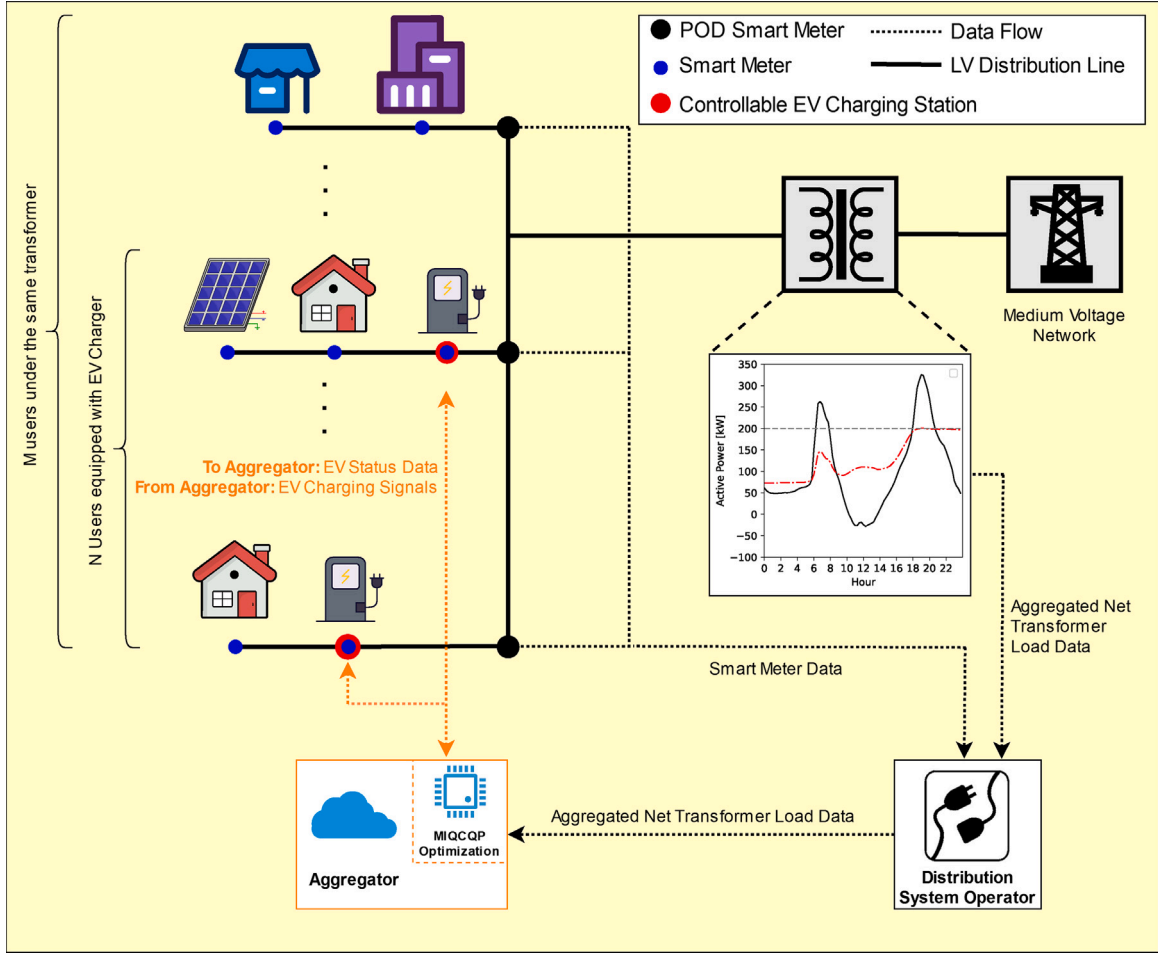 POD Smart Meter
Data Flow
Smart Meter
LV Distribution Line
Controllable EV Charging Station
M users under the same transformer
N Users equipped with EV Charger
Medium Voltage
Network
To Aggregator: EV Status Data
From Aggregator: EV Charging Signals
350
300
250
200
150
100
50
0
−50
−100
Active Power [kW]
0 2 4 6 8 10 12 14 16 18 20 22
Hour
Aggregated Net
Transformer
Load Data
Smart Meter Data
MIQCQP
Optimization
Aggregator
Aggregated Net Transformer Load Data
Distribution
System Operator